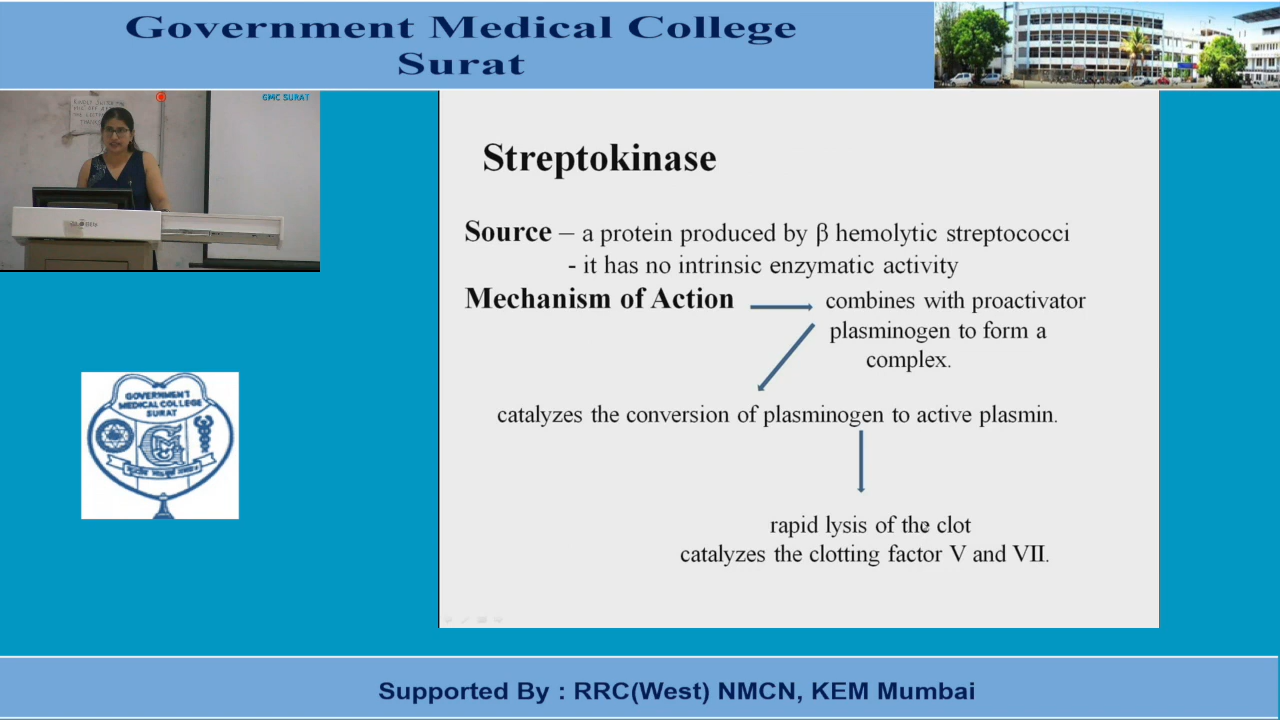 Government Medical College
Surat
GMC SURAT
Streptokinase
Source – a protein produced by β hemolytic streptococci
- it has no intrinsic enzymatic activity
Mechanism of Action
combines with proactivator
plasminogen to form a
complex.
catalyzes the conversion of plasminogen to active plasmin.
rapid lysis of the clot
catalyzes the clotting factor V and VII.
GOVERNMENT
MEDICAL COLLEGE
SURAT
Supported By : RRC(West) NMCN, KEM Mumbai